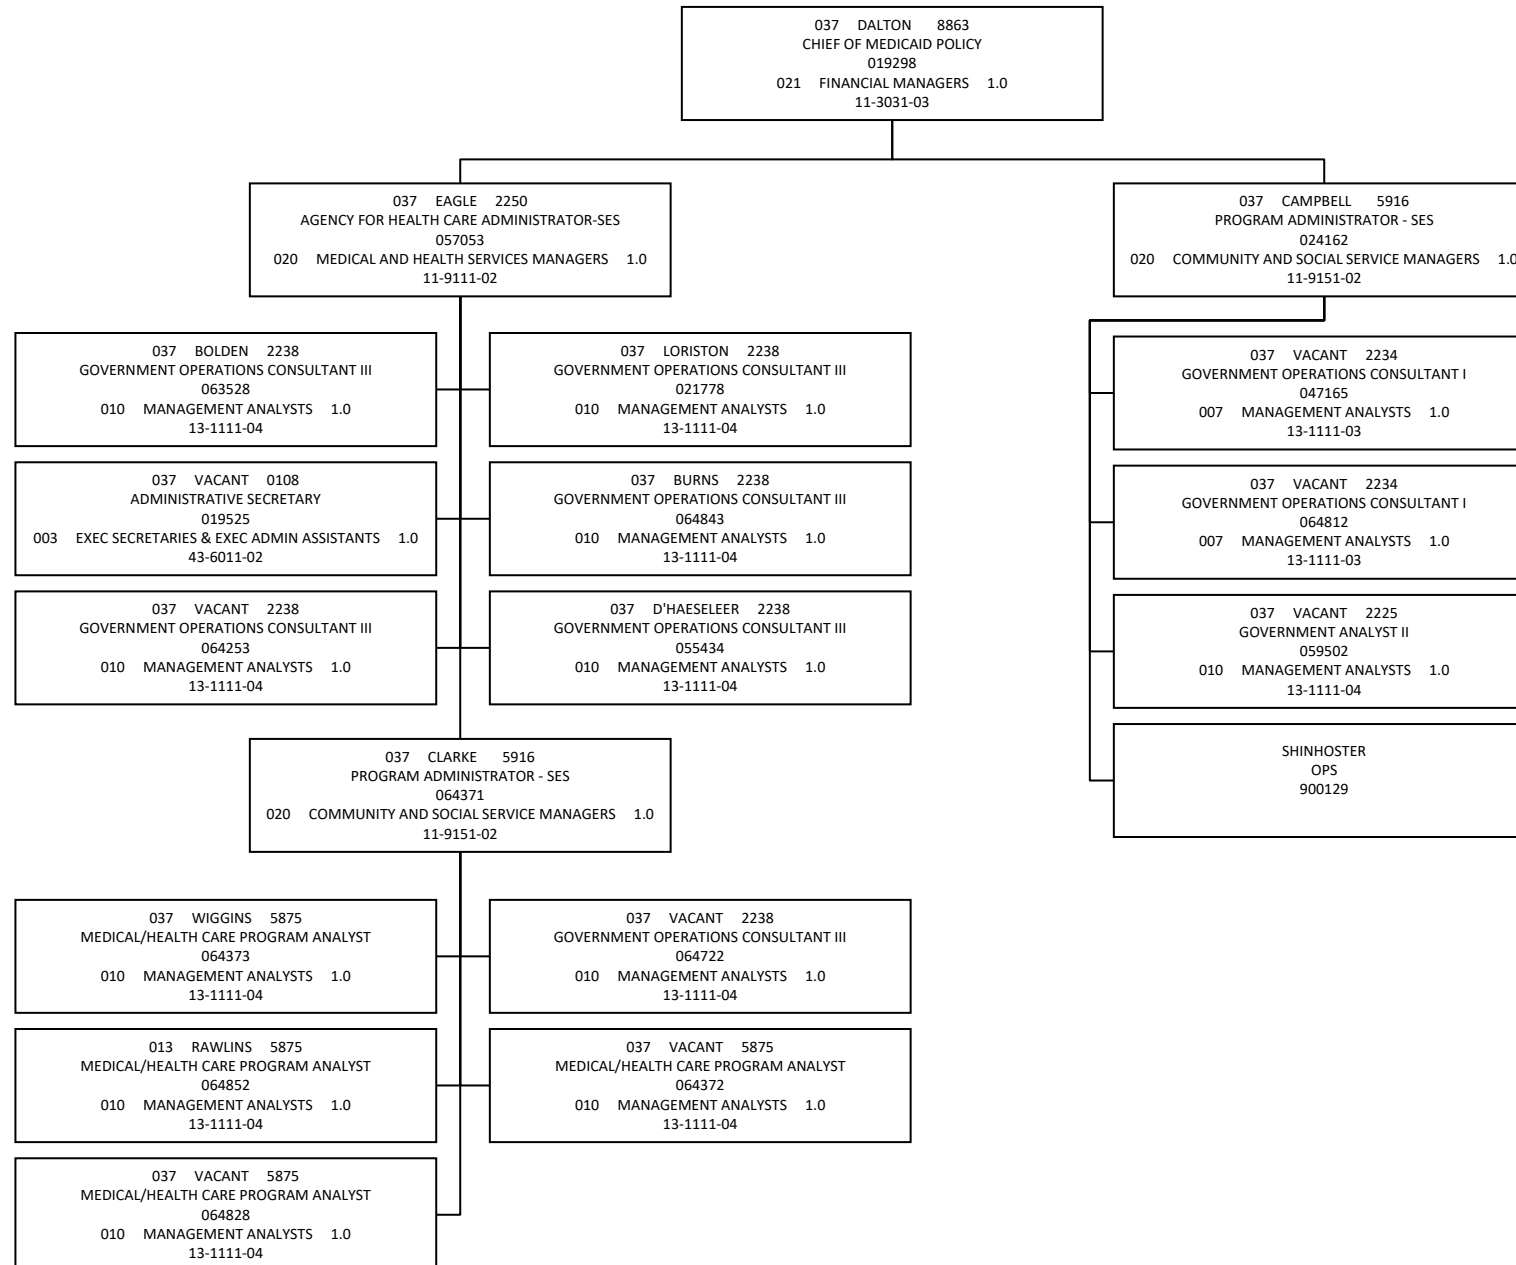 037 DALTON 8863
CHIEF OF MEDICAID POLICY
019298
021 FINANCIAL MANAGERS 1.0
11-3031-03
037 EAGLE 2250
AGENCY FOR HEALTH CARE ADMINISTRATOR-SES
057053
020 MEDICAL AND HEALTH SERVICES MANAGERS 1.0
11-9111-02
037 CAMPBELL 5916
PROGRAM ADMINISTRATOR - SES
024162
020 COMMUNITY AND SOCIAL SERVICE MANAGERS 1.0
11-9151-02
037 BOLDEN 2238
GOVERNMENT OPERATIONS CONSULTANT III
063528
010 MANAGEMENT ANALYSTS 1.0
13-1111-04
037 LORISTON 2238
GOVERNMENT OPERATIONS CONSULTANT III
021778
010 MANAGEMENT ANALYSTS 1.0
13-1111-04
037 VACANT 2234
GOVERNMENT OPERATIONS CONSULTANT I
047165
007 MANAGEMENT ANALYSTS 1.0
13-1111-03
037 VACANT 0108
ADMINISTRATIVE SECRETARY
019525
003 EXEC SECRETARIES & EXEC ADMIN ASSISTANTS 1.0
43-6011-02
037 BURNS 2238
GOVERNMENT OPERATIONS CONSULTANT III
064843
010 MANAGEMENT ANALYSTS 1.0
13-1111-04
037 VACANT 2234
GOVERNMENT OPERATIONS CONSULTANT I
064812
007 MANAGEMENT ANALYSTS 1.0
13-1111-03
037 VACANT 2238
GOVERNMENT OPERATIONS CONSULTANT III
064253
010 MANAGEMENT ANALYSTS 1.0
13-1111-04
037 D'HAESELEER 2238
GOVERNMENT OPERATIONS CONSULTANT III
055434
010 MANAGEMENT ANALYSTS 1.0
13-1111-04
037 VACANT 2225
GOVERNMENT ANALYST II
059502
010 MANAGEMENT ANALYSTS 1.0
13-1111-04
037 CLARKE 5916
PROGRAM ADMINISTRATOR - SES
064371
020 COMMUNITY AND SOCIAL SERVICE MANAGERS 1.0
11-9151-02
SHINHOSTER
OPS
900129
037 WIGGINS 5875
MEDICAL/HEALTH CARE PROGRAM ANALYST
064373
010 MANAGEMENT ANALYSTS 1.0
13-1111-04
037 VACANT 2238
GOVERNMENT OPERATIONS CONSULTANT III
064722
010 MANAGEMENT ANALYSTS 1.0
13-1111-04
013 RAWLINS 5875
MEDICAL/HEALTH CARE PROGRAM ANALYST
064852
010 MANAGEMENT ANALYSTS 1.0
13-1111-04
037 VACANT 5875
MEDICAL/HEALTH CARE PROGRAM ANALYST
064372
010 MANAGEMENT ANALYSTS 1.0
13-1111-04
037 VACANT 5875
MEDICAL/HEALTH CARE PROGRAM ANALYST
064828
010 MANAGEMENT ANALYSTS 1.0
13-1111-04